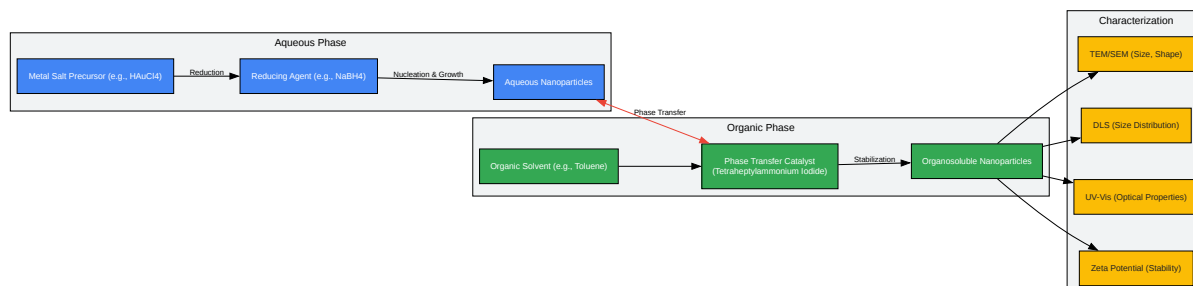 Characterization
Aqueous Phase
TEM/SEM (Size, Shape)
Metal Salt Precursor (e.g., HAuCl4)
Reduction
Reducing Agent (e.g., NaBH4)
Nucleation & Growth
Aqueous Nanoparticles
Phase Transfer
Organic Phase
DLS (Size Distribution)
Organic Solvent (e.g., Toluene)
Phase Transfer Catalyst
(Tetraheptylammonium Iodide)
Stabilization
Organosoluble Nanoparticles
UV-Vis (Optical Properties)
Zeta Potential (Stability)